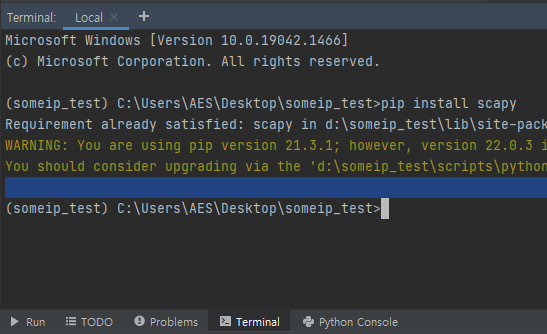 Terminal: Local × +
Microsoft Windows [Version 10.0.19042.1466]
(c) Microsoft Corporation. All rights reserved.
(someip_test) C:\Users\AES\Desktop\someip_test>pip install scapy
Requirement already satisfied: scapy in d:\someip_test\lib\site-pack
WARNING: You are using pip version 21.3.1; however, version 22.0.3 i
You should consider upgrading via the 'd:\someip_test\scripts\python
(someip_test) C:\Users\AES\Desktop\someip_test>
Run TODO Problems Terminal Python Console